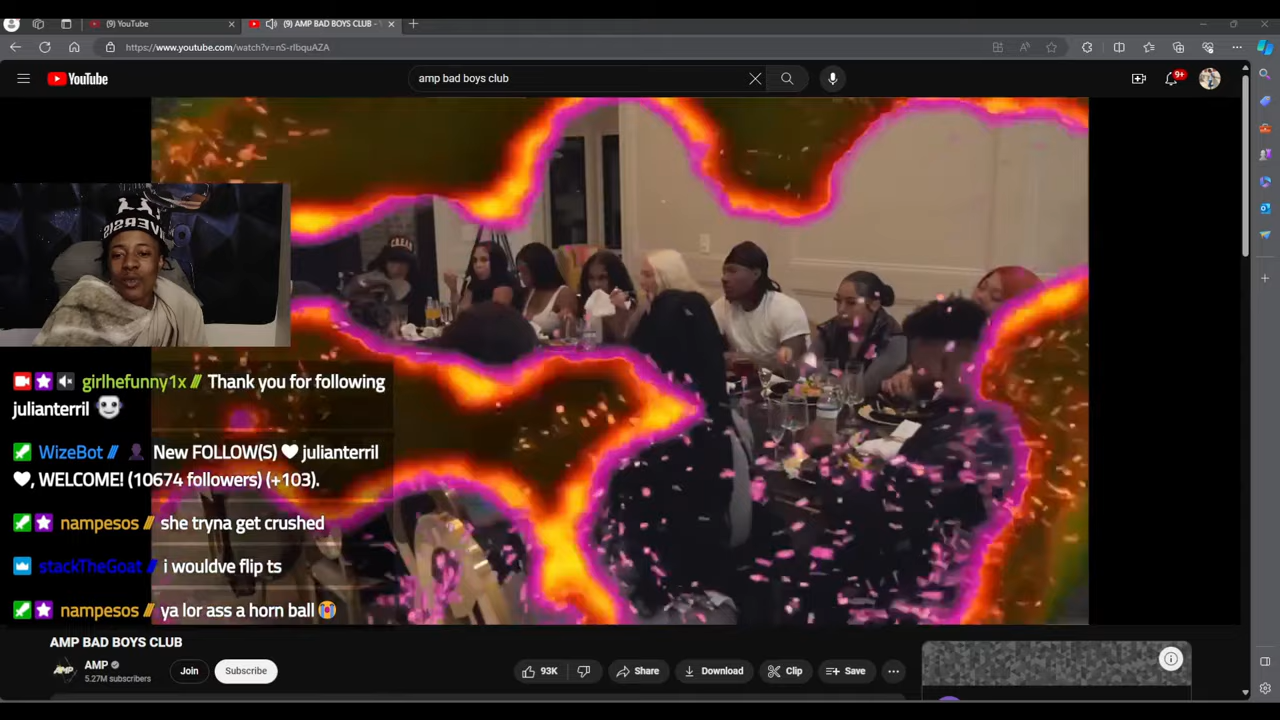 (9) YouTube
(9) AMP BAD BOYS CLUB -
https://www.youtube.com/watch?v=nS-rIbquAZA
YouTube
amp bad boys club
9+
CREAM
girlhefunny1x // Thank you for following
julianterril
WizeBot // New FOLLOW(S) julianterril
, WELCOME! (10674 followers) (+103).
nampesos // she tryna get crushed
stackTheGoat // i wouldve flip ts
nampesos // ya lor ass a horn ball
AMP BAD BOYS CLUB
AMP
5.27M subscribers
Join
Subscribe
93K
Share
Download
Clip
Save